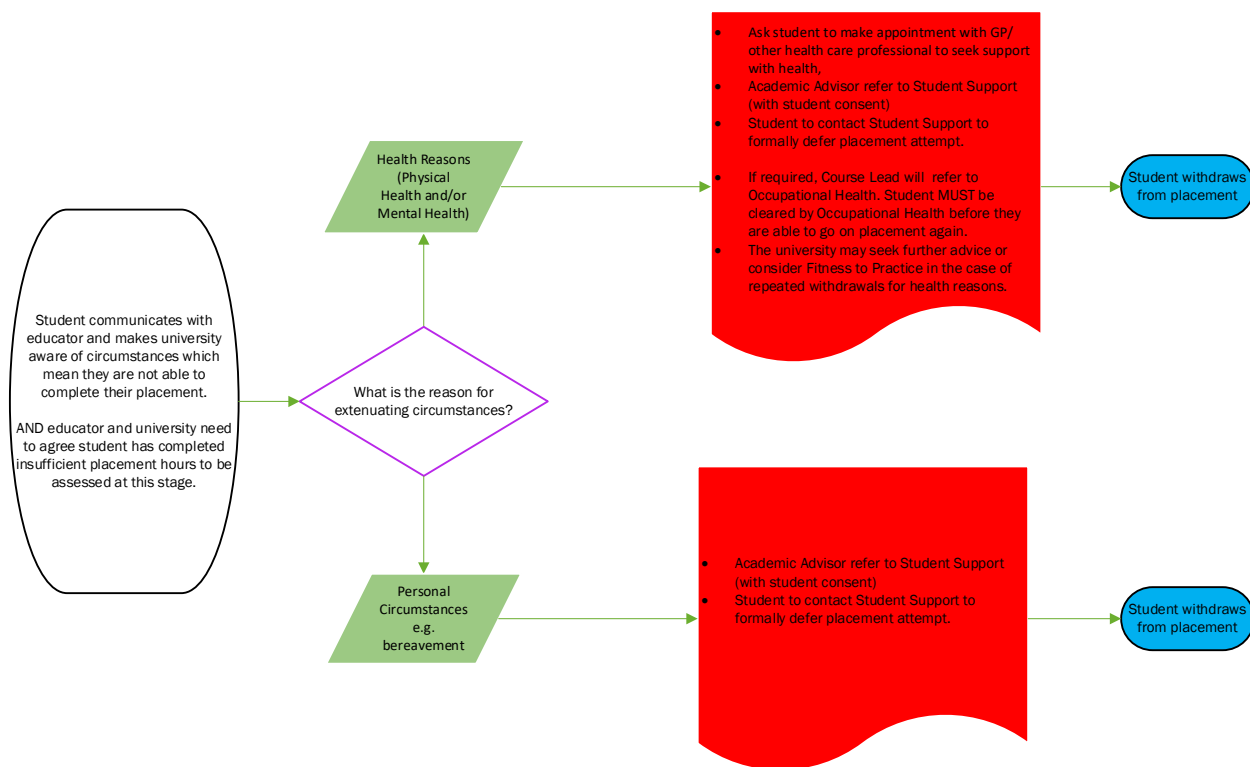 Student communicates with
educator and makes university
aware of circumstances which
mean they are not able to
complete their placement.
AND educator and university need
to agree student has completed
insufficient placement hours to be
assessed at this stage.
What is the reason for
extenuating circumstances?
Health Reasons
(Physical
Health and/or
Mental Health)
• Ask student to make appointment with GP/
other health care professional to seek support
with health,
• Academic Advisor refer to Student Support
(with student consent)
• Student to contact Student Support to
formally defer placement attempt.
• If required, Course Lead will refer to
Occupational Health. Student MUST be
cleared by Occupational Health before they
are able to go on placement again.
• The university may seek further advice or
consider Fitness to Practice in the case of
repeated withdrawals for health reasons.
Student withdraws
from placement
Personal
Circumstances
e.g.
bereavement
• Academic Advisor refer to Student Support
(with student consent)
• Student to contact Student Support to
formally defer placement attempt.
Student withdraws
from placement